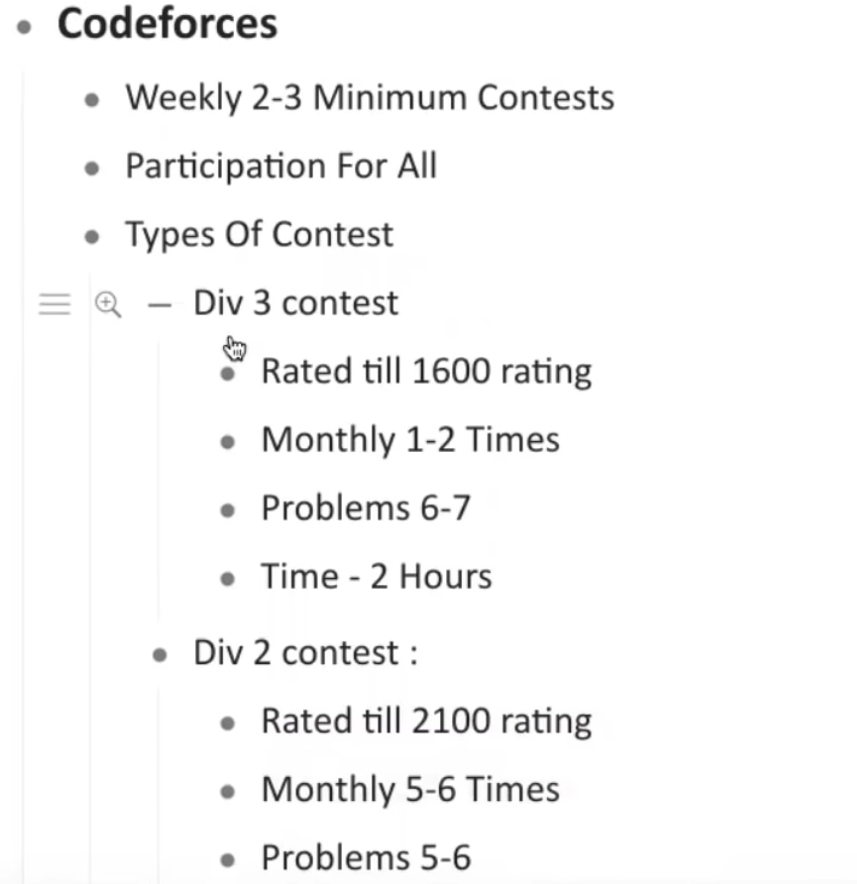 Codeforces
Weekly 2-3 Minimum Contests
Participation For All
Types Of Contest
Div 3 contest
Rated till 1600 rating
Monthly 1-2 Times
Problems 6-7
Time - 2 Hours
Div 2 contest :
Rated till 2100 rating
Monthly 5-6 Times
Problems 5-6